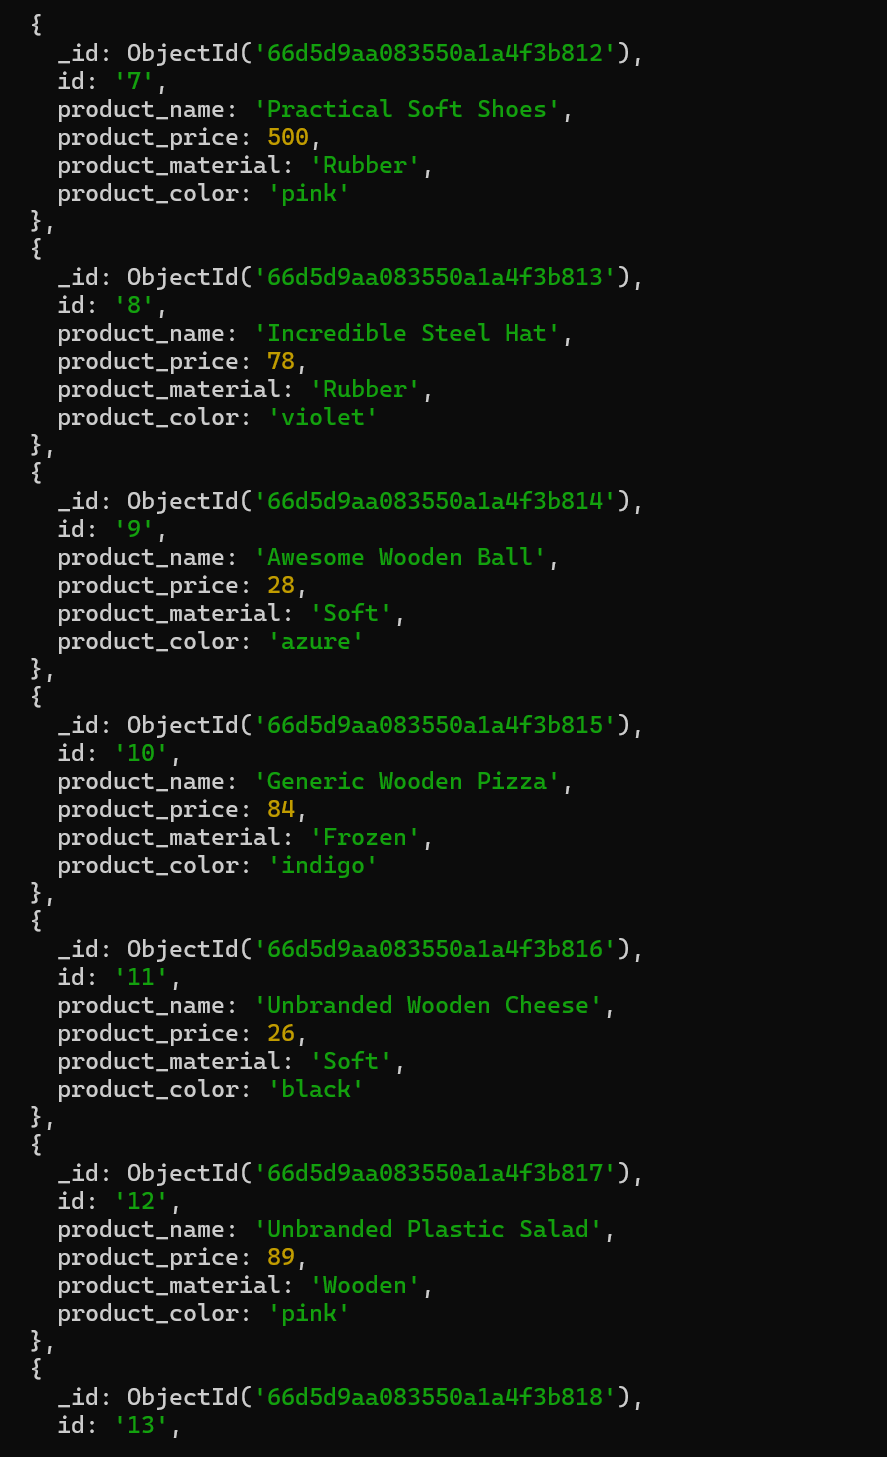 {
_id: ObjectId('66d5d9aa083550a1a4f3b812'),
id: '7',
product_name: 'Practical Soft Shoes',
product_price: 500,
product_material: 'Rubber',
product_color: 'pink'
},
{
_id: ObjectId('66d5d9aa083550a1a4f3b813'),
id: '8',
product_name: 'Incredible Steel Hat',
product_price: 78,
product_material: 'Rubber',
product_color: 'violet'
},
{
_id: ObjectId('66d5d9aa083550a1a4f3b814'),
id: '9',
product_name: 'Awesome Wooden Ball',
product_price: 28,
product_material: 'Soft',
product_color: 'azure'
},
{
_id: ObjectId('66d5d9aa083550a1a4f3b815'),
id: '10',
product_name: 'Generic Wooden Pizza',
product_price: 84,
product_material: 'Frozen',
product_color: 'indigo'
},
{
_id: ObjectId('66d5d9aa083550a1a4f3b816'),
id: '11',
product_name: 'Unbranded Wooden Cheese',
product_price: 26,
product_material: 'Soft',
product_color: 'black'
},
{
_id: ObjectId('66d5d9aa083550a1a4f3b817'),
id: '12',
product_name: 'Unbranded Plastic Salad',
product_price: 89,
product_material: 'Wooden',
product_color: 'pink'
},
{
_id: ObjectId('66d5d9aa083550a1a4f3b818'),
id: '13',